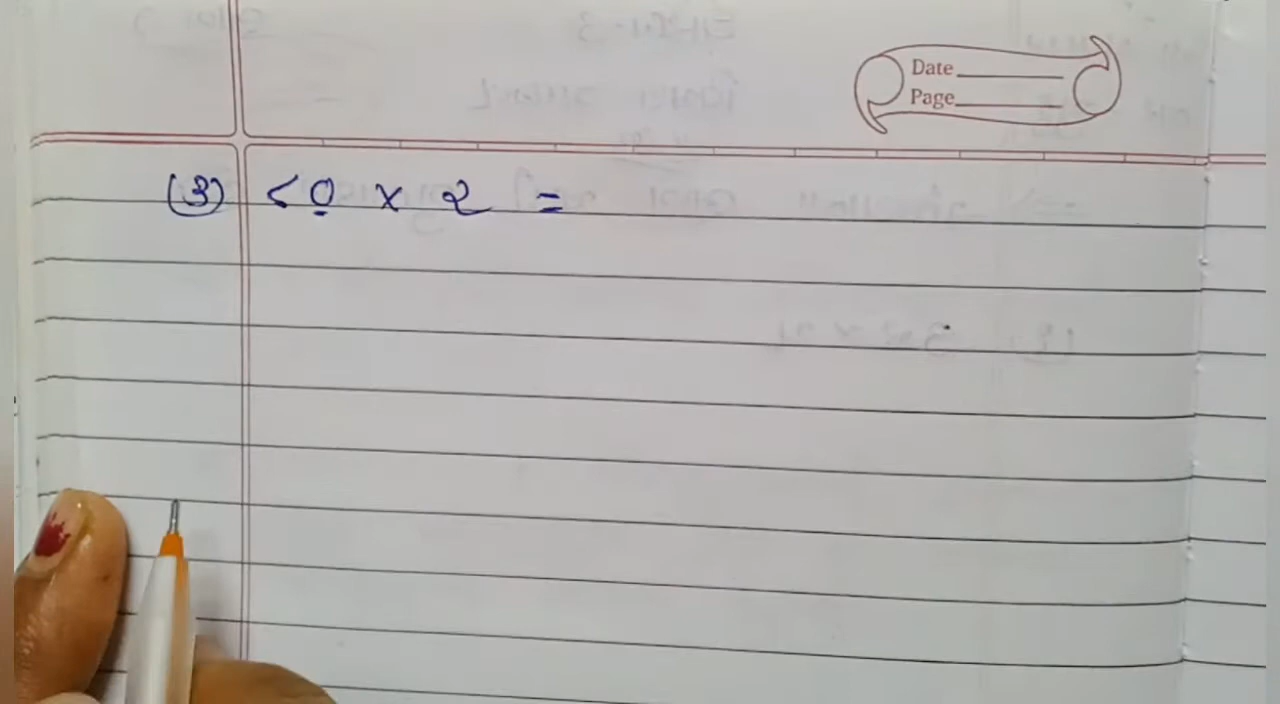 Date
Page
(૩) ૮૦ × ૨ =